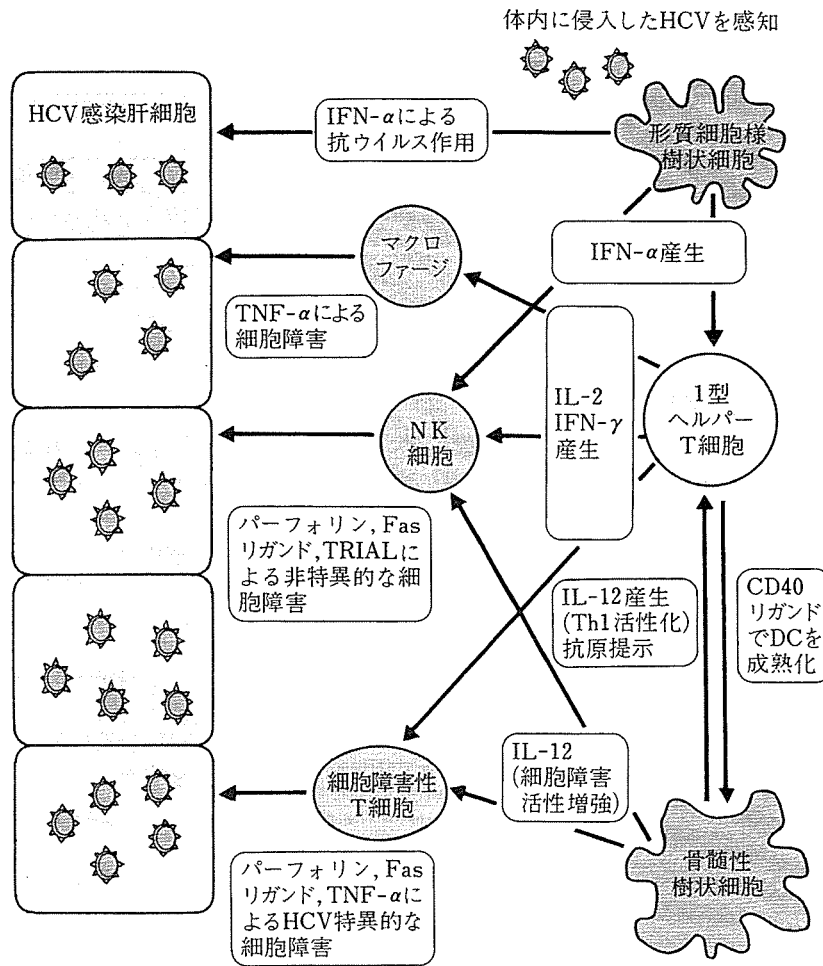 体内に侵入したHCVを感知
HCV感染肝細胞
IFN-αによる
抗ウイルス作用
形質細胞様
樹状細胞
マクロ
ファージ
IFN-α産生
TNF-αによる
細胞障害
NK
細胞
IL-2
IFN-γ
産生
1型
ヘルパー
T細胞
パーフォリン,Fas
リガンド,TRIALに
よる非特異的な細
胞障害
IL-12産生
(Th1活性化)
抗原提示
CD40
リガンド
でDCを
成熟化
細胞障害性
T細胞
IL-12
(細胞障害
活性増強)
骨髄性
樹状細胞
パーフォリン,Fas
リガンド,TNF-αに
よるHCV特異的な
細胞障害